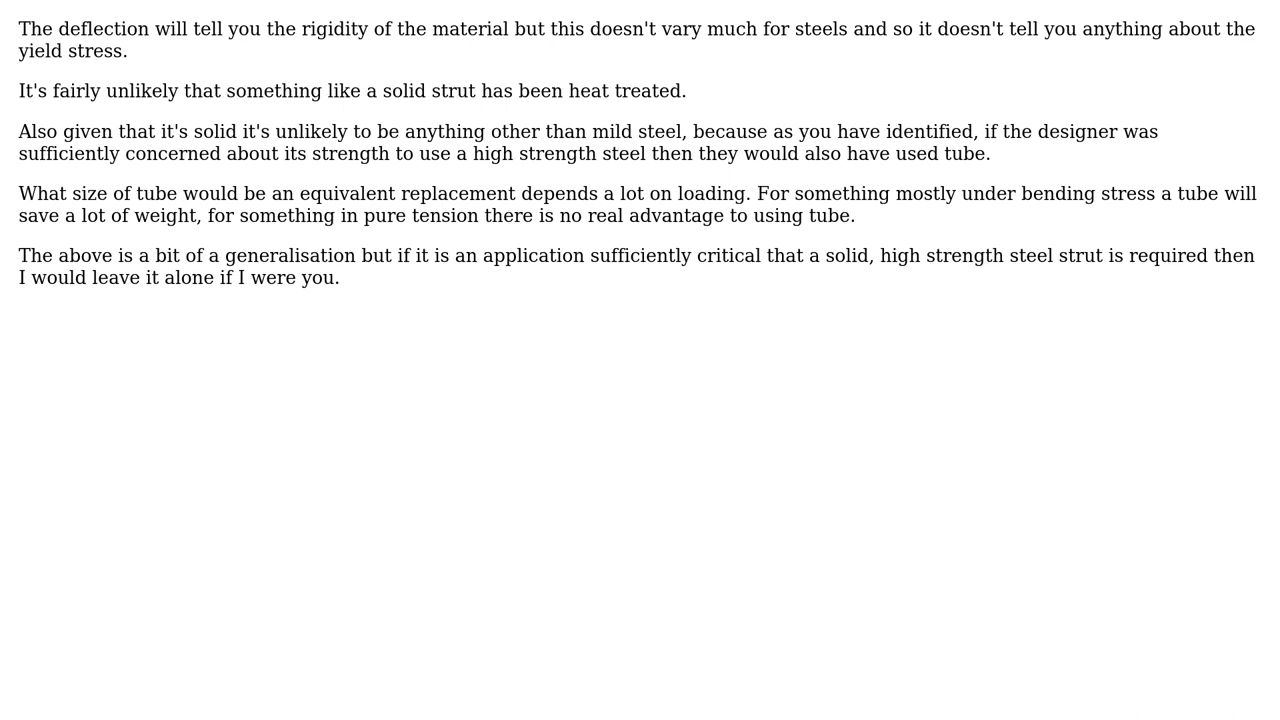 The deflection will tell you the rigidity of the material but this doesn't vary much for steels and so it doesn't tell you anything about the
yield stress.
It's fairly unlikely that something like a solid strut has been heat treated.
Also given that it's solid it's unlikely to be anything other than mild steel, because as you have identified, if the designer was
sufficiently concerned about its strength to use a high strength steel then they would also have used tube.
What size of tube would be an equivalent replacement depends a lot on loading. For something mostly under bending stress a tube will
save a lot of weight, for something in pure tension there is no real advantage to using tube.
The above is a bit of a generalisation but if it is an application sufficiently critical that a solid, high strength steel strut is required then
I would leave it alone if I were you.